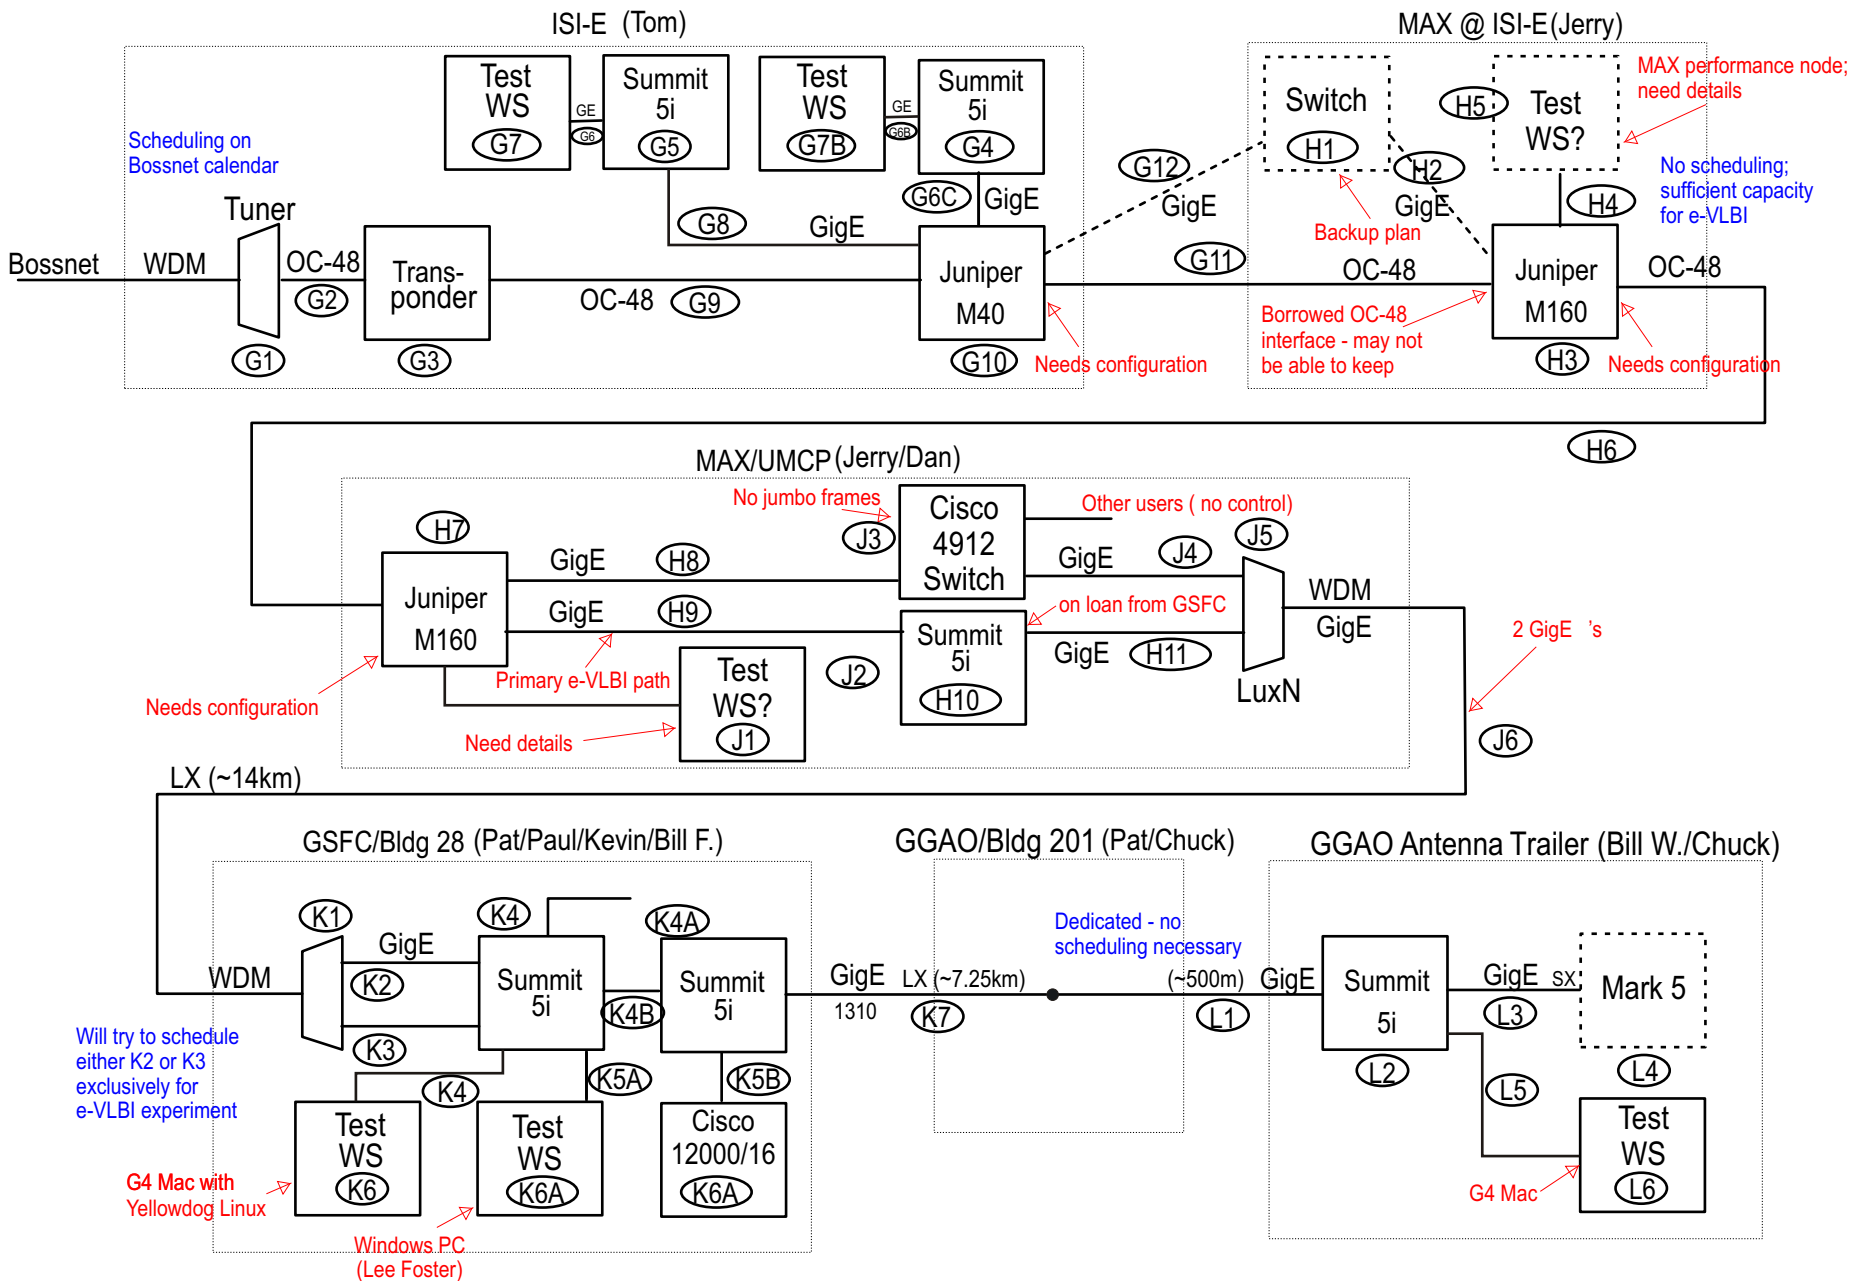 ISI-E (Tom)
MAX @ ISI-E (Jerry)
Test
WS
G7
GE
G6
Summit
5i
G5
Test
WS
G7B
GE
G6B
Summit
5i
G4
Switch
H1
H5
Test
WS?
MAX performance node;
need details
Scheduling on
Bossnet calendar
No scheduling;
sufficient capacity
for e-VLBI
G12
GigE
H2
GigE
H4
G6C
GigE
G8
GigE
Backup plan
Tuner
Bossnet
WDM
OC-48
G2
Trans-
ponder
OC-48
G9
Juniper
M40
G11
OC-48
Juniper
M160
OC-48
G1
G3
G10
Needs configuration
Borrowed OC-48
interface - may not
be able to keep
H3
Needs configuration
H6
MAX/UMCP (Jerry/Dan)
No jumbo frames
J3
Cisco
4912
Switch
Other users ( no control)
H7
GigE
H8
GigE
J4
J5
Juniper
M160
GigE
H9
Summit
5i
H10
on loan from GSFC
GigE
H11
WDM
GigE
LuxN
2 GigE 's
Primary e-VLBI path
J2
Needs configuration
Need details
Test
WS?
J1
J6
LX (~14km)
GSFC/Bldg 28 (Pat/Paul/Kevin/Bill F.)
GGAO/Bldg 201 (Pat/Chuck)
GGAO Antenna Trailer (Bill W./Chuck)
K1
K4
K4A
GigE
WDM
K2
K3
Summit
5i
K4B
Summit
5i
GigE
1310
LX (~7.25km)
K7
Dedicated - no
scheduling necessary
(~500m)
L1
GigE
Summit
5i
L2
GigE
SX
L3
Mark 5
L4
Will try to schedule
either K2 or K3
exclusively for
e-VLBI experiment
K4
K5A
K5B
L5
Test
WS
K6
Test
WS
K6A
Cisco
12000/16
K6A
Test
WS
L6
G4 Mac with
Yellowdog Linux
G4 Mac
Windows PC
(Lee Foster)